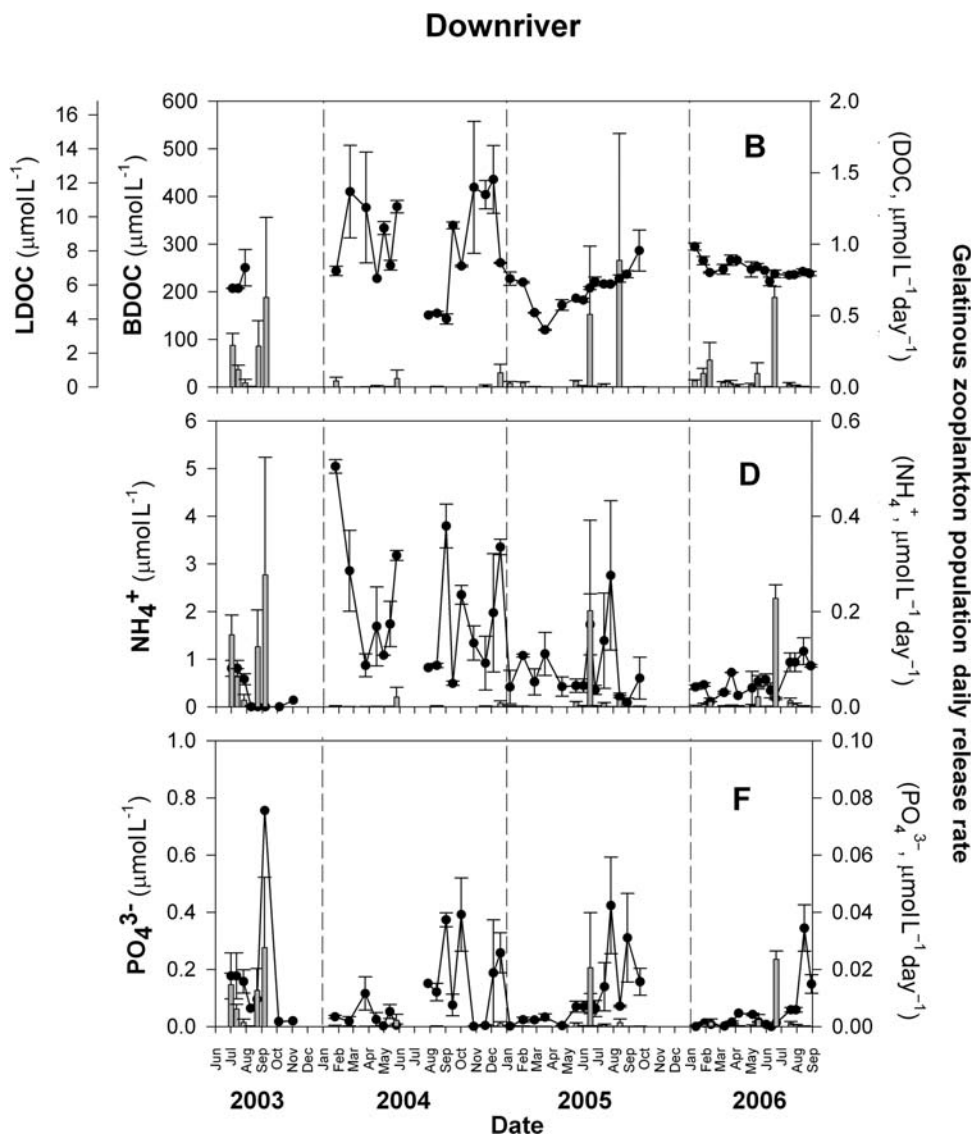 Downriver
LDOC (μmol L⁻¹)
16
14
12
10
8
6
4
2
0
BDOC (μmol L⁻¹)
600
500
400
300
200
100
0
B
2.0
1.5
1.0
0.5
0.0
(DOC, μmol L⁻¹ day⁻¹)
NH₄⁺ (μmol L⁻¹)
6
5
4
3
2
1
0
D
0.6
0.4
0.2
0.0
(NH₄⁺, μmol L⁻¹ day⁻¹)
PO₄³⁻ (μmol L⁻¹)
1.0
0.8
0.6
0.4
0.2
0.0
F
0.10
0.08
0.06
0.04
0.02
0.00
(PO₄³⁻, μmol L⁻¹ day⁻¹)
Gelatinous zooplankton population daily release rate
Jun Jul Aug Sep Oct Nov Dec Jan Feb Mar Apr May Jun Jul Aug Sep Oct Nov Dec Jan Feb Mar Apr May Jun Jul Aug Sep Oct Nov Dec Jan Feb Mar Apr May Jun Jul Aug Sep
2003 2004 2005 2006
Date